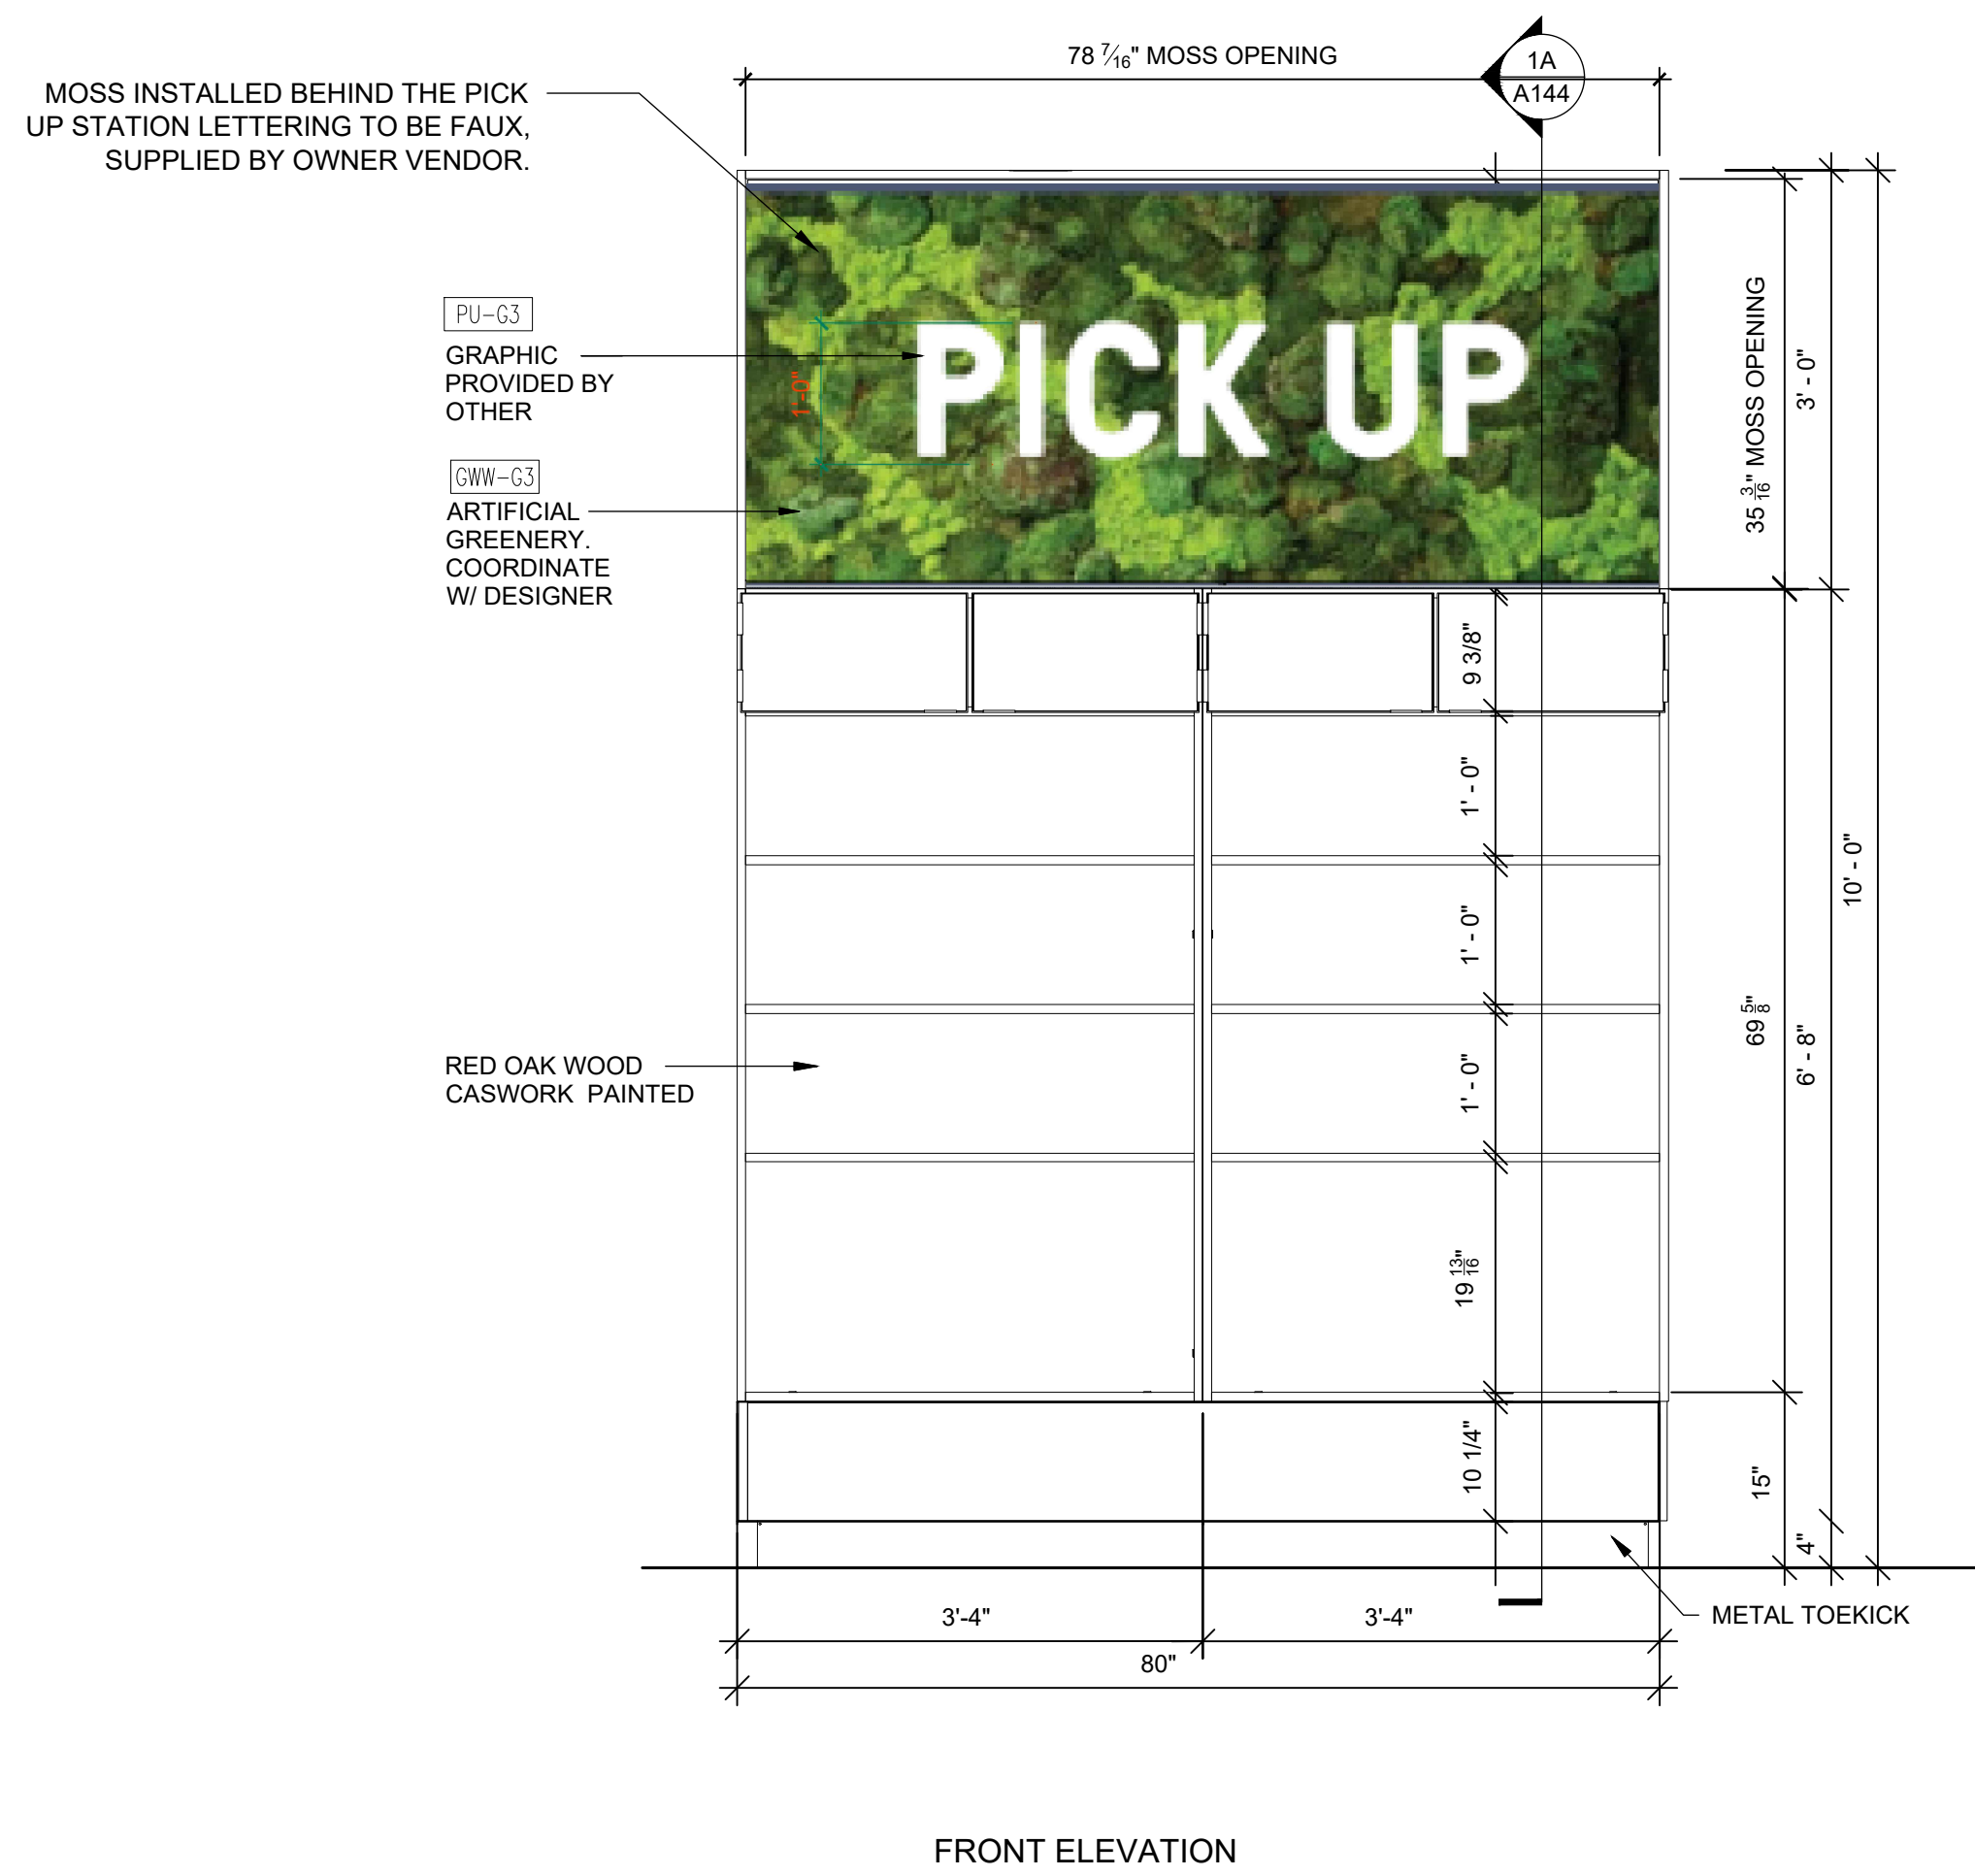 78 7/16" MOSS OPENING
1A
A144
MOSS INSTALLED BEHIND THE PICK
UP STATION LETTERING TO BE FAUX,
SUPPLIED BY OWNER VENDOR.
PU-G3
GRAPHIC
PROVIDED BY
OTHER
1'-0"
PICK UP
35 3/16" MOSS OPENING
3' - 0"
GWW-G3
ARTIFICIAL
GREENERY.
COORDINATE
W/ DESIGNER
9 3/8"
1' - 0"
1' - 0"
10' - 0"
69 5/8"
6' - 8"
RED OAK WOOD
CASWORK PAINTED
1' - 0"
19 13/16"
10 1/4"
15"
4"
METAL TOEKICK
3'-4"
3'-4"
80"
FRONT ELEVATION